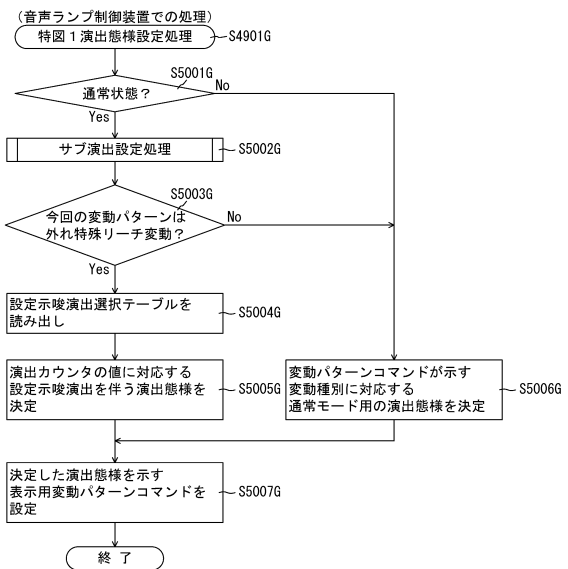 (音声ランプ制御装置での処理)
特図1演出態様設定処理
S4901G
S5001G
通常状態?
No
Yes
サブ演出設定処理
S5002G
S5003G
今回の変動パターンは
外れ特殊リーチ変動?
No
Yes
設定示唆演出選択テーブルを
読み出し
S5004G
演出カウンタの値に対応する
設定示唆演出を伴う演出態様を
決定
S5005G
変動パターンコマンドが示す
変動種別に対応する
通常モード用の演出態様を決定
S5006G
決定した演出態様を示す
表示用変動パターンコマンドを
設定
S5007G
終了